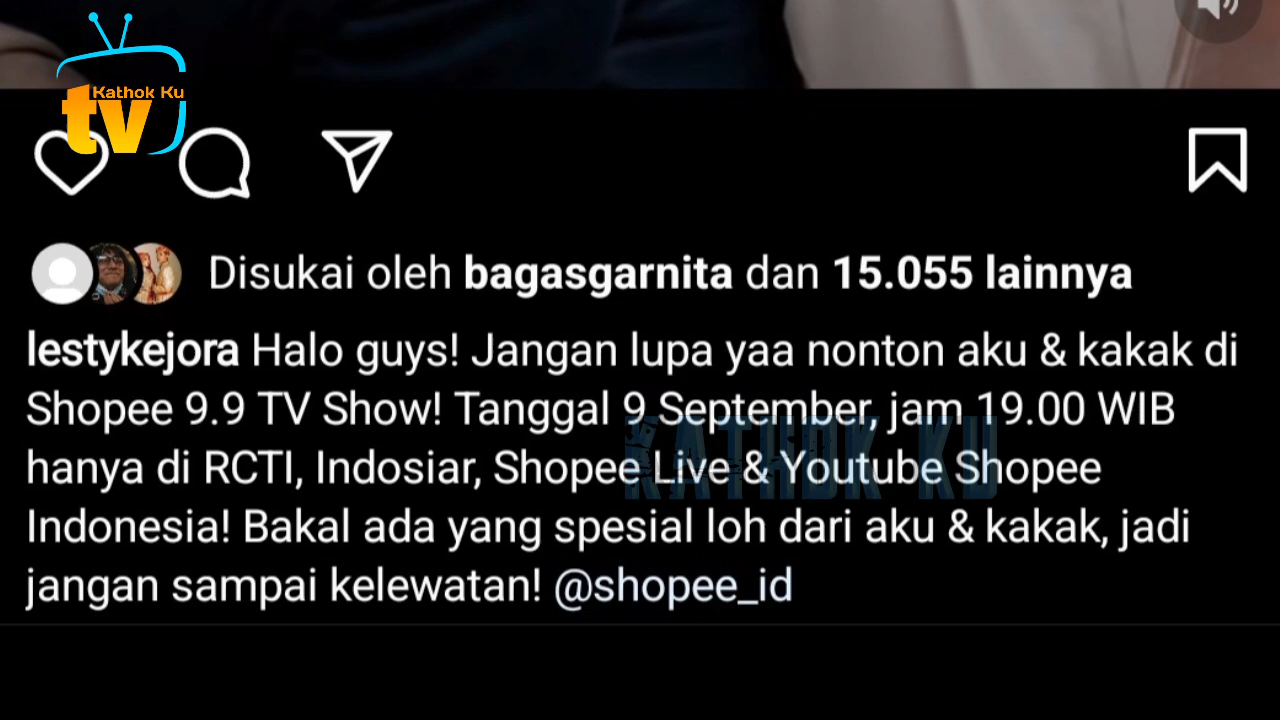 Kathok Ku
tv
Disukai oleh bagasgarnita dan 15.055 lainnya
lestykejora Halo guys! Jangan lupa yaa nonton aku & kakak di
Shopee 9.9 TV Show! Tanggal 9 September, jam 19.00 WIB
hanya di RCTI, Indosiar, Shopee Live & Youtube Shopee
Indonesia! Bakal ada yang spesial loh dari aku & kakak, jadi
jangan sampai kelewatan! @shopee_id
KATHOK KU